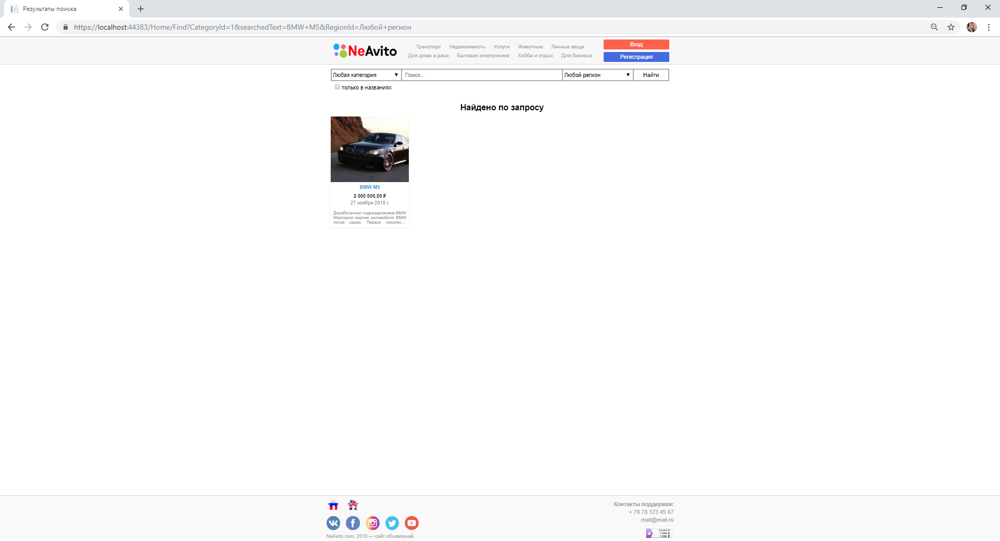 Результаты поиска
https://localhost:44383/Home/Find?CategoryId=1&searchedText=BMW+M5&RegionId=Любой+регион
NeAvito
Транспорт Недвижимость Услуги Животные Личные вещи
Для дома и дачи Бытовая электроника Хобби и отдых Для бизнеса
Вход
Регистрация
Любая категория Поиск... Любой регион Найти
только в названиях
Найдено по запросу
BMW M5
2 000 000,00 ₽
27 ноября 2018 г.
Доработанная подразделением BMW
Motorsport версия автомобиля BMW
пятой серии. Первое поколен...
Контакты поддержки:
+ 79 78 123 45 67
mail@mail.ru
NeAvito.com, 2018 — сайт объявлений.